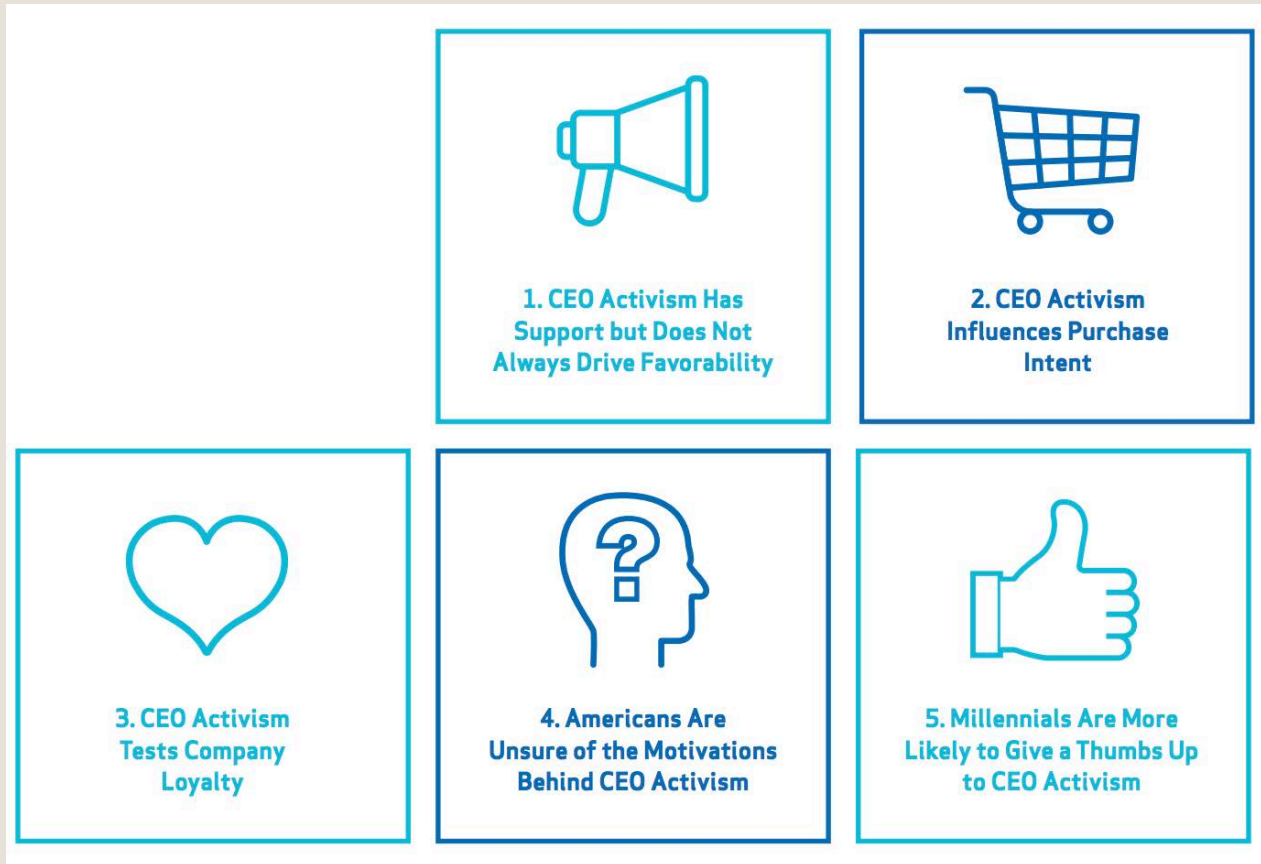 1. CEO Activism Has
Support but Does Not
Always Drive Favorability
2. CEO Activism
Influences Purchase
Intent
3. CEO Activism
Tests Company
Loyalty
4. Americans Are
Unsure of the Motivations
Behind CEO Activism
5. Millennials Are More
Likely to Give a Thumbs Up
to CEO Activism